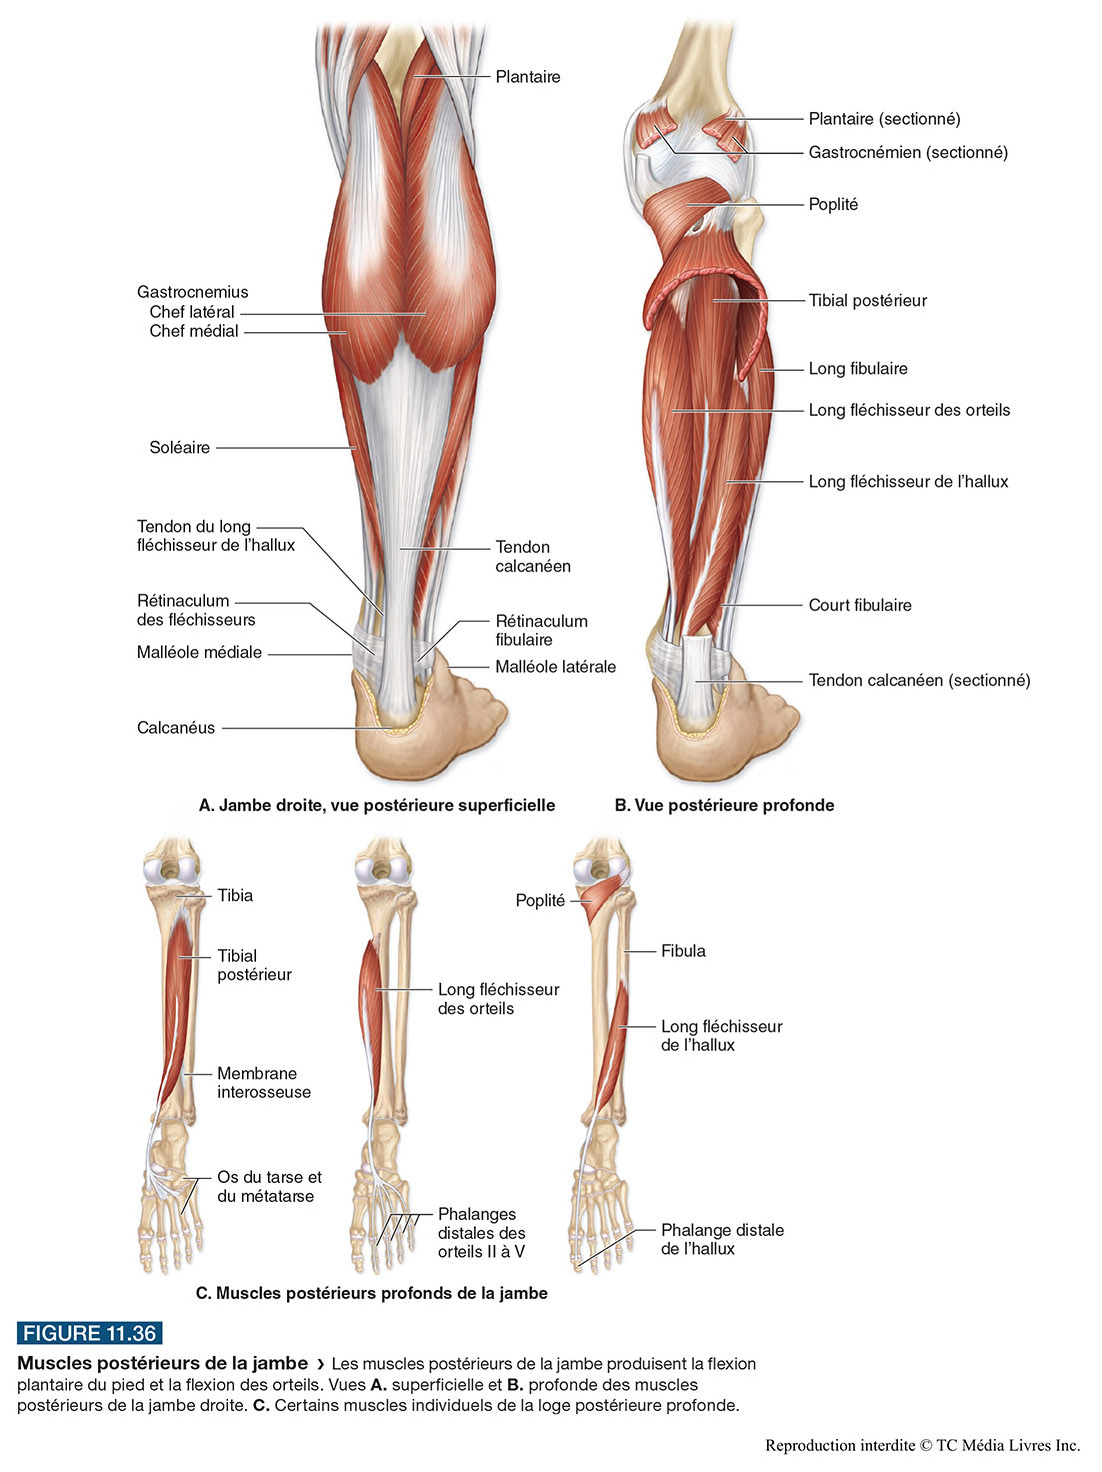 Plantaire
Gastrocnemius
Chef latéral
Chef médial
Soléaire
Tendon du long
fléchisseur de l'hallux
Rétinaculum
des fléchisseurs
Malléole médiale
Calcanéus
Tendon
calcanéen
Rétinaculum
fibulaire
Malléole latérale
A. Jambe droite, vue postérieure superficielle
Plantaire (sectionné)
Gastrocnémien (sectionné)
Poplité
Tibial postérieur
Long fibulaire
Long fléchisseur des orteils
Long fléchisseur de l'hallux
Court fibulaire
Tendon calcanéen (sectionné)
B. Vue postérieure profonde
Tibia
Tibial
postérieur
Membrane
interosseuse
Os du tarse et
du métatarse
Long fléchisseur
des orteils
Phalanges
distales des
orteils II à V
Poplité
Fibula
Long fléchisseur
de l'hallux
Phalange distale
de l'hallux
C. Muscles postérieurs profonds de la jambe
FIGURE 11.36
Muscles postérieurs de la jambe › Les muscles postérieurs de la jambe produisent la flexion
plantaire du pied et la flexion des orteils. Vues A. superficielle et B. profonde des muscles
postérieurs de la jambe droite. C. Certains muscles individuels de la loge postérieure profonde.
Reproduction interdite © TC Média Livres Inc.